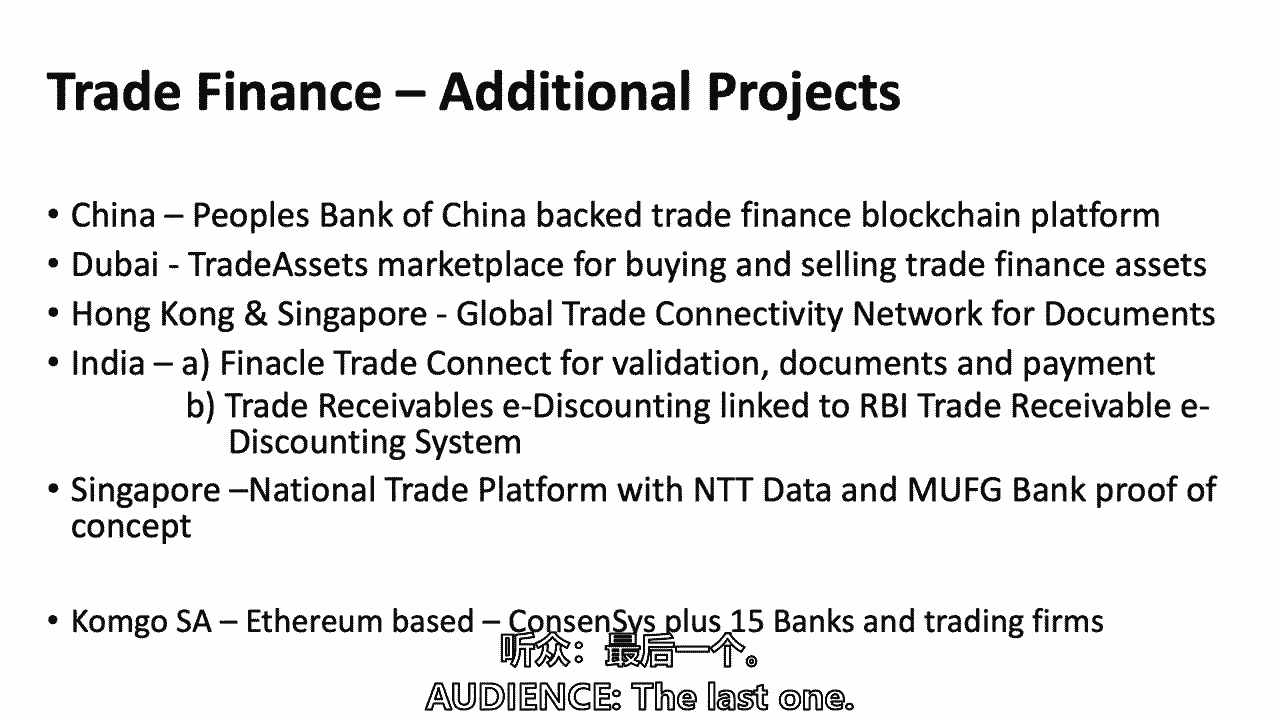 Trade Finance – Additional Projects
• China – Peoples Bank of China backed trade finance blockchain platform
• Dubai - TradeAssets marketplace for buying and selling trade finance assets
• Hong Kong & Singapore - Global Trade Connectivity Network for Documents
• India – a) Finacle Trade Connect for validation, documents and payment
b) Trade Receivables e-Discounting linked to RBI Trade Receivable e-
Discounting System
• Singapore –National Trade Platform with NTT Data and MUFG Bank proof of
concept
• Komgo SA – Ethereum based – ConsenSys plus 15 Banks and trading firms
听众：最后一个。
AUDIENCE: The last one.